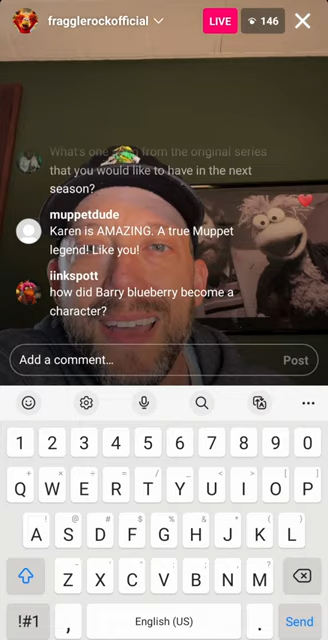 fragglerockofficial
LIVE
146
What's one from the original series
that you would like to have in the next
season?
muppetdude
Karen is AMAZING. A true Muppet
legend! Like you!
iinkspott
how did Barry blueberry become a
character?
Add a comment...
Post
1 2 3 4 5 6 7 8 9 0
+ × ÷ = / _ < > [ ]
Q W E R T Y U I O P
! @ # $ % & * ( )
A S D F G H J K L
- ' " : ; , ?
Z X C V B N M
!#1 , English (US) . Send